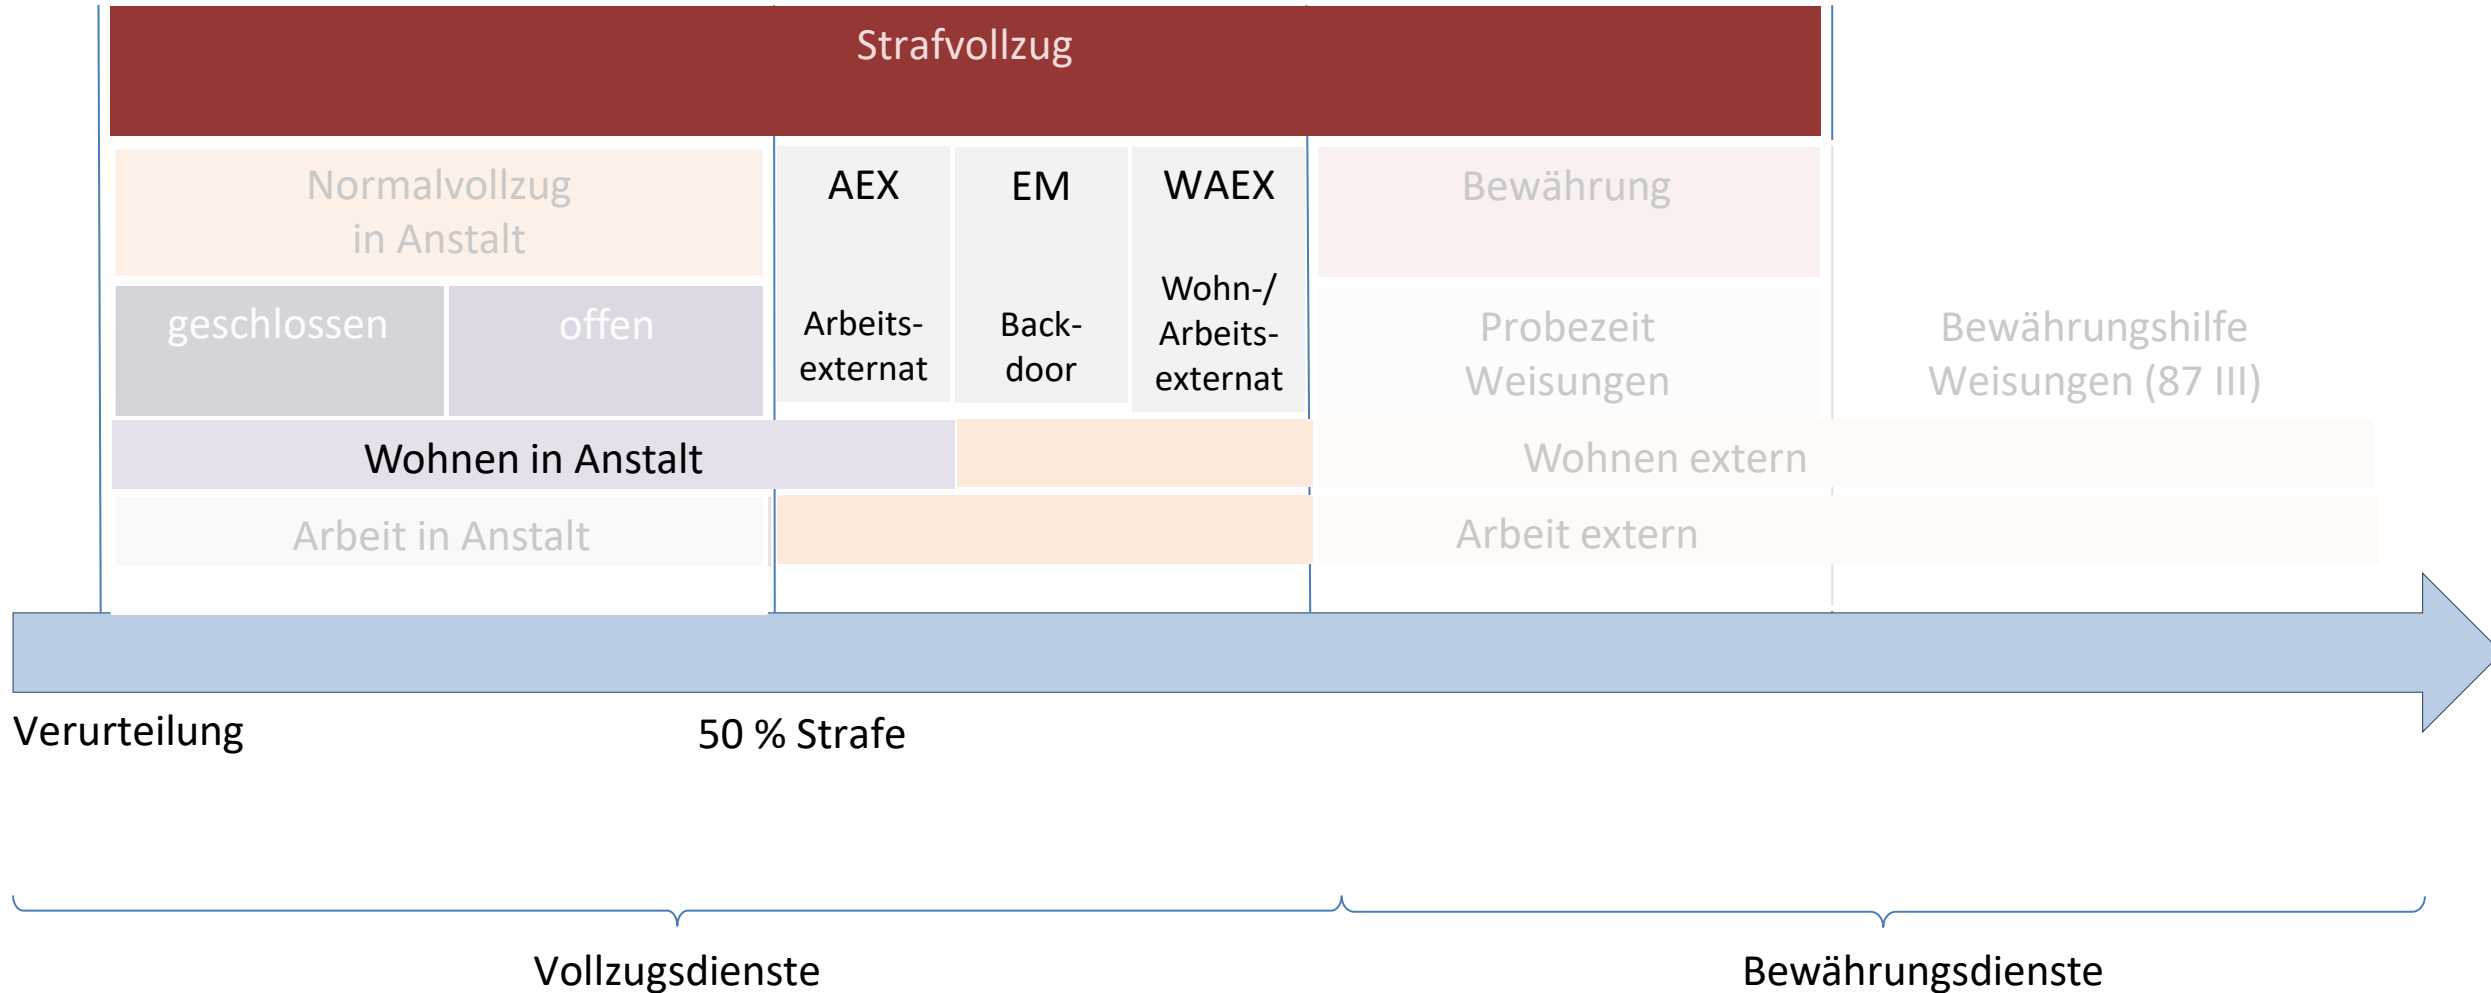 Strafvollzug
Normalvollzug
in Anstalt
geschlossen
offen
AEX
Arbeits-
externat
EM
Back-
door
WAEX
Wohn-/
Arbeits-
externat
Bewährung
Probezeit
Weisungen
Bewährungshilfe
Weisungen (87 III)
Wohnen in Anstalt
Wohnen extern
Arbeit in Anstalt
Arbeit extern
Verurteilung
50 % Strafe
Vollzugsdienste
Bewährungsdienste